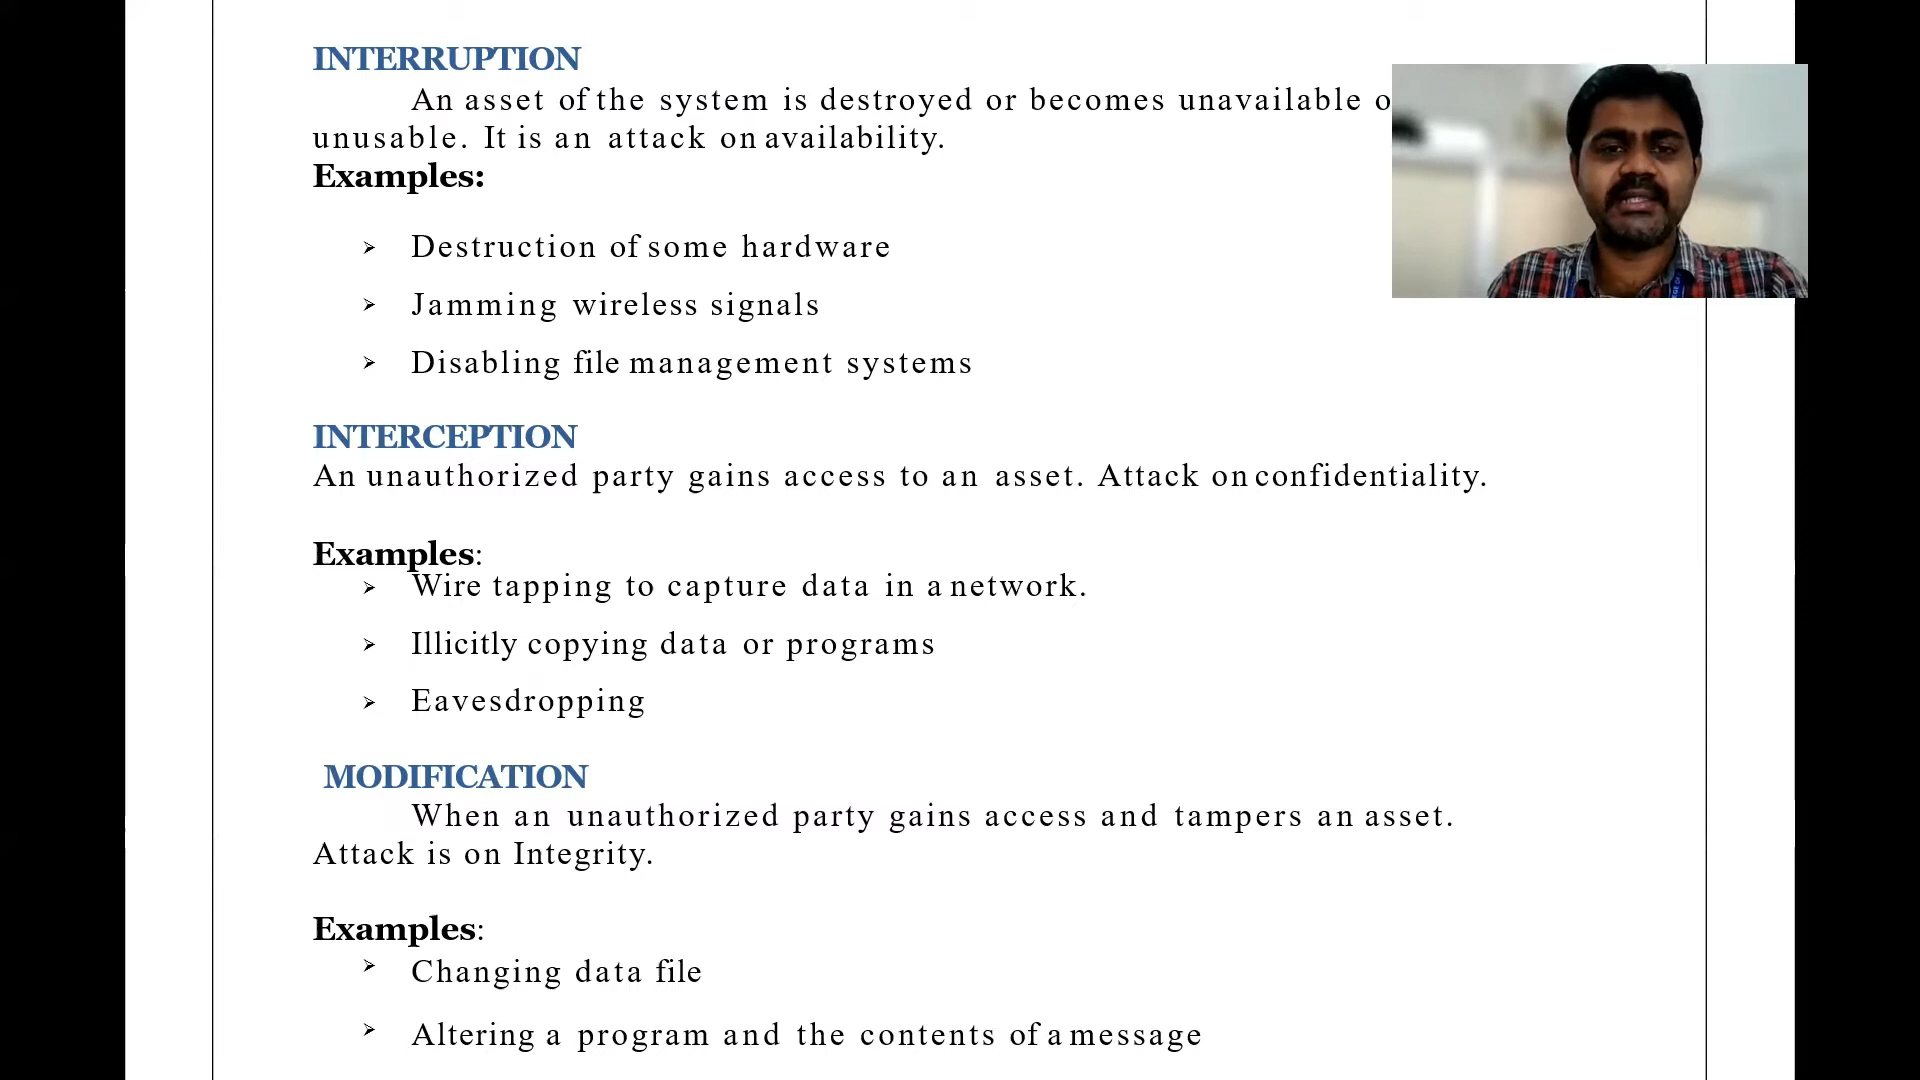 INTERRUPTION
An asset of the system is destroyed or becomes unavailable
unusable. It is an attack on availability.
Examples:
➢ Destruction of some hardware
➢ Jamming wireless signals
➢ Disabling file management systems
INTERCEPTION
An unauthorized party gains access to an asset. Attack on confidentiality.
Examples:
➢ Wire tapping to capture data in a network.
➢ Illicitly copying data or programs
➢ Eavesdropping
MODIFICATION
When an unauthorized party gains access and tampers an asset.
Attack is on Integrity.
Examples:
➢ Changing data file
➢ Altering a program and the contents of a message